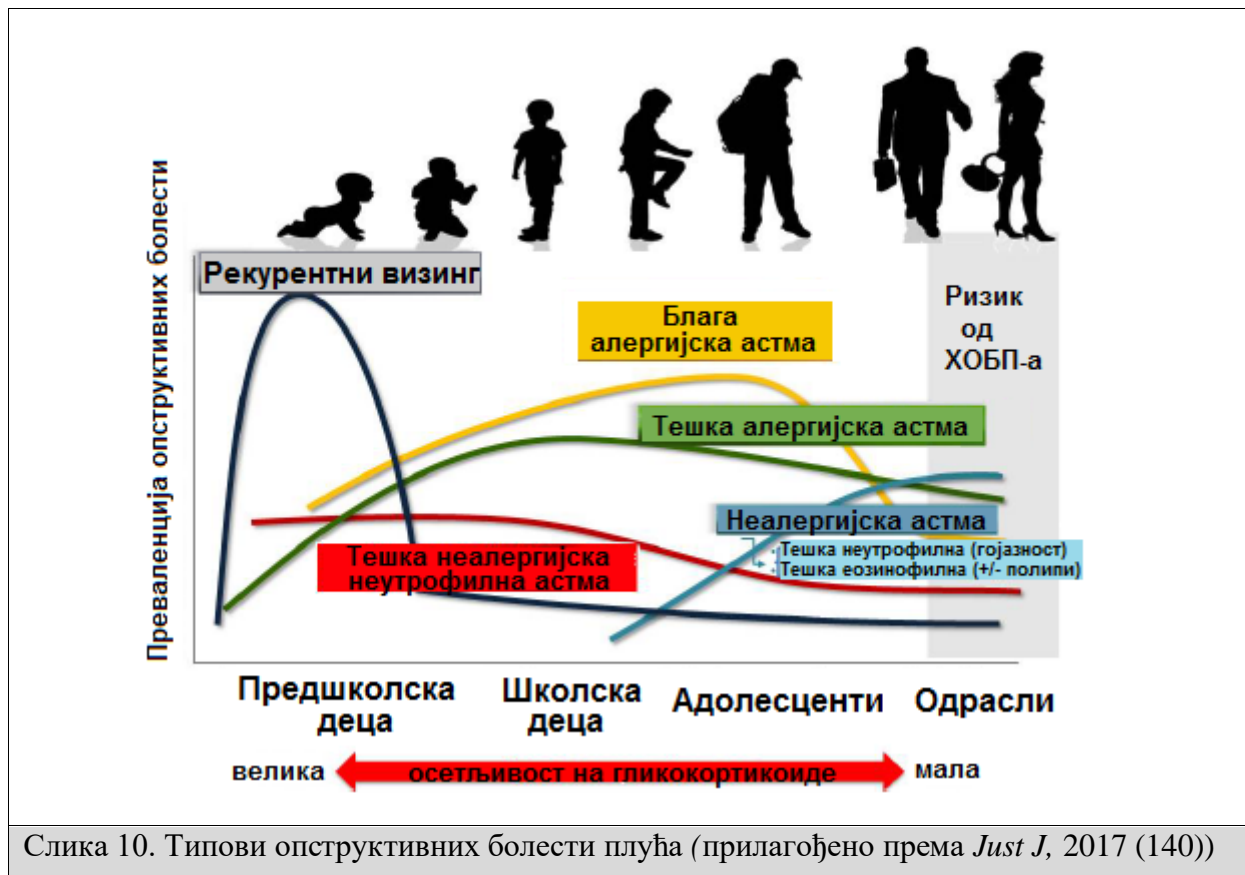 Преваленција опструктивних болести
Рекурентни визинг
Блага
алергијска астма
Ризик
од
ХОБП-а
Тешка алергијска астма
Неалергијска астма
Тешка неутрофилна (гојазност)
Тешка еозинофилна (+/- полипи)
Тешка неалергијска
неутрофилна астма
Предшколска
деца
Школска
деца
Адолесценти
Одрасли
велика
осетљивост на гликокортикоиде
мала
Слика 10. Типови опструктивних болести плућа (прилагођено према Just J, 2017 (140))